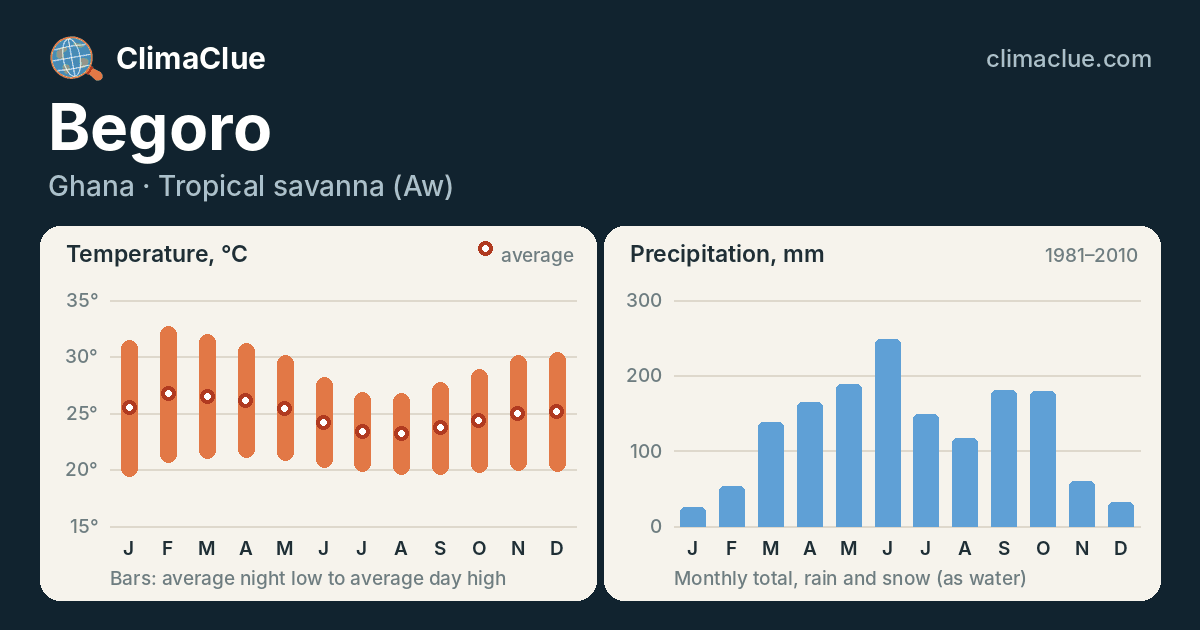 ClimaClue
climaclue.com
Begoro
Ghana · Tropical savanna (Aw)
Temperature, °C
average
35°
30°
25°
20°
15°
J F M A M J J A S O N D
Bars: average night low to average day high
Precipitation, mm
1981–2010
300
200
100
0
J F M A M J J A S O N D
Monthly total, rain and snow (as water)